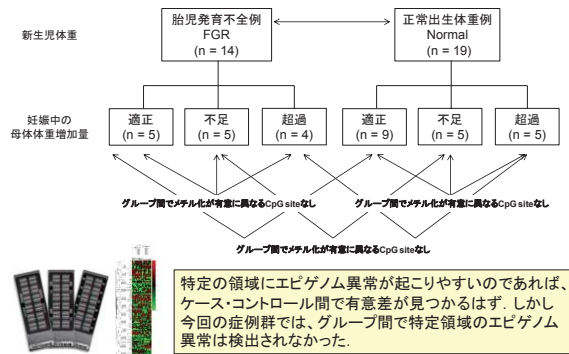 新生児体重
胎児発育不全例
FGR
(n = 14)
正常出生体重例
Normal
(n = 19)
妊娠中の
母体体重増加量
適正
(n = 5)
不足
(n = 5)
超過
(n = 4)
適正
(n = 9)
不足
(n = 5)
超過
(n = 5)
グループ間でメチル化が有意に異なるCpG siteなし
グループ間でメチル化が有意に異なるCpG siteなし
グループ間でメチル化が有意に異なるCpG siteなし
特定の領域にエピゲノム異常が起こりやすいのであれば、
ケース・コントロール間で有意差が見つかるはず. しかし
今回の症例群では、グループ間で特定領域のエピゲノム
異常は検出されなかった.